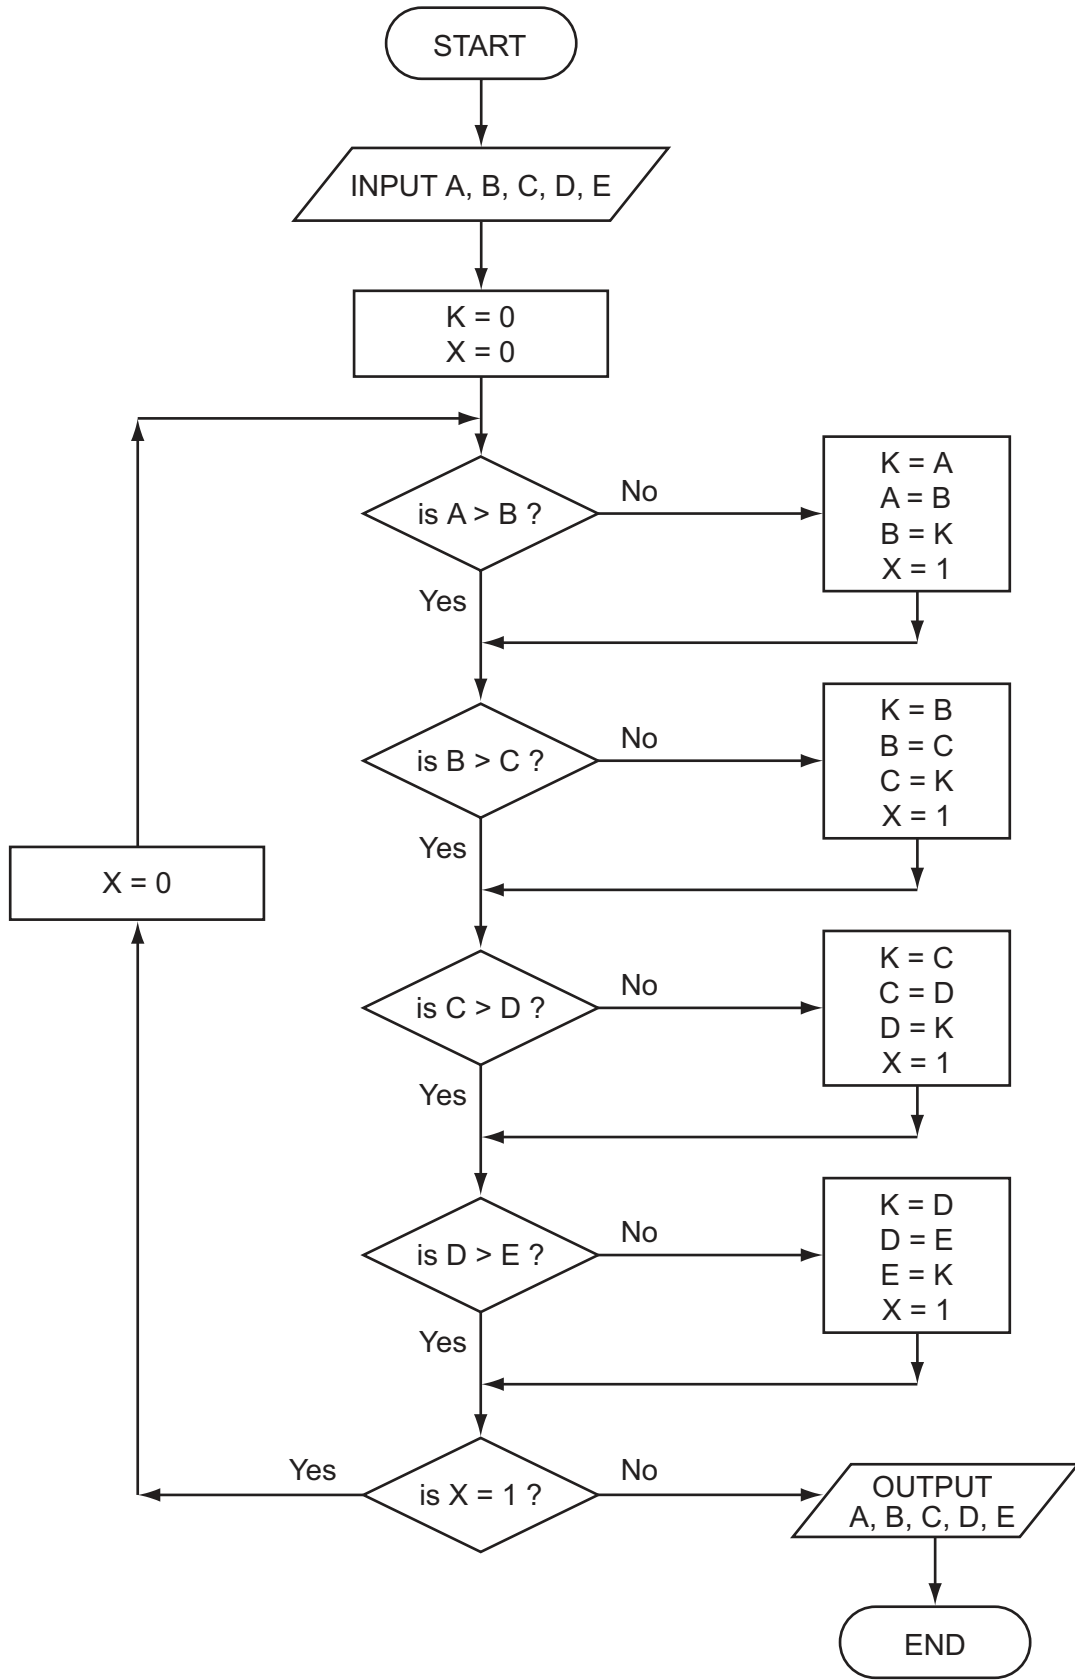 START
INPUT A, B, C, D, E
K = 0
X = 0
is A > B ?
No
K = A
A = B
B = K
X = 1
Yes
is B > C ?
No
K = B
B = C
C = K
X = 1
Yes
X = 0
is C > D ?
No
K = C
C = D
D = K
X = 1
Yes
is D > E ?
No
K = D
D = E
E = K
X = 1
Yes
is X = 1 ?
Yes
No
OUTPUT
A, B, C, D, E
END